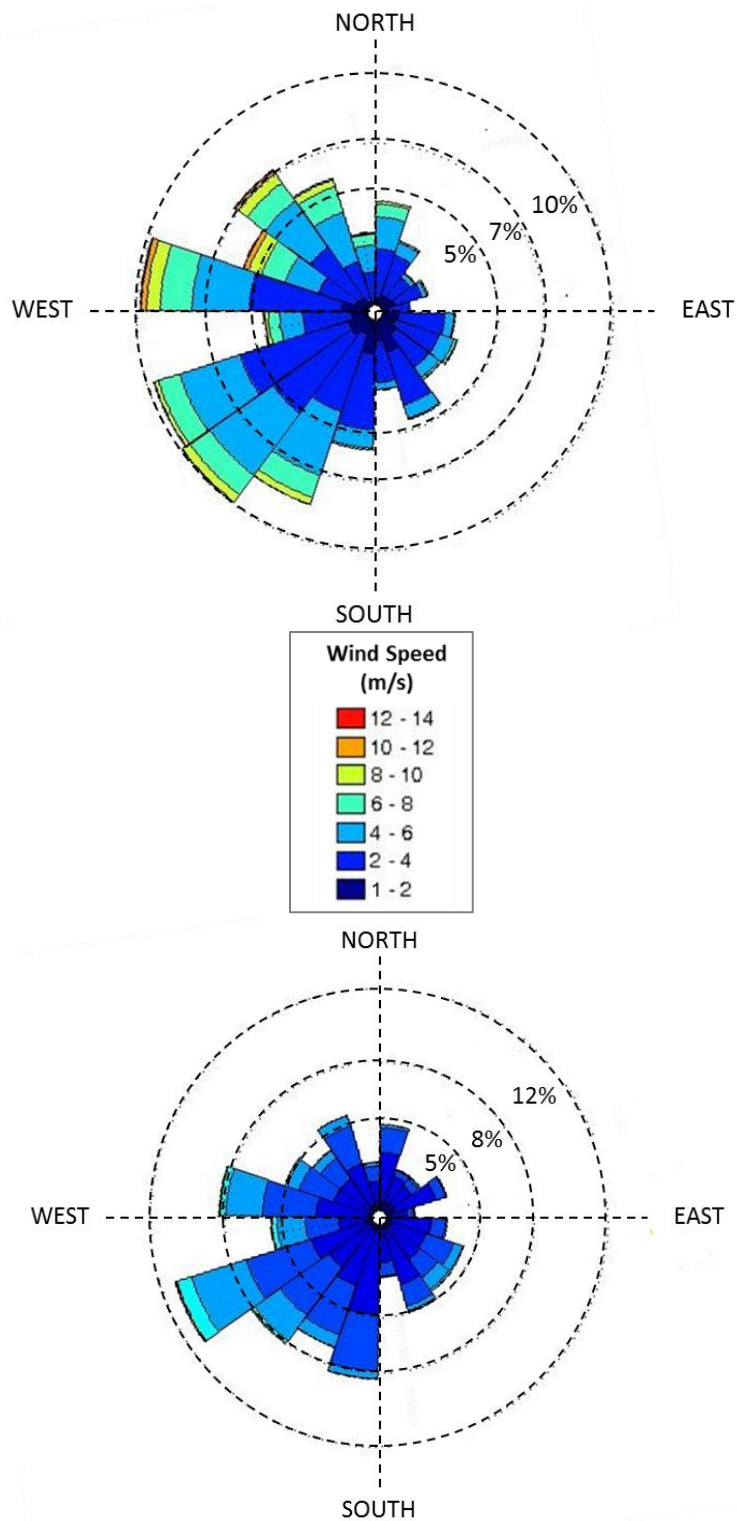 NORTH
10%
7%
5%
WEST
EAST
SOUTH
Wind Speed
(m/s)
12 - 14
10 - 12
8 - 10
6 - 8
4 - 6
2 - 4
1 - 2
NORTH
12%
8%
5%
WEST
EAST
SOUTH